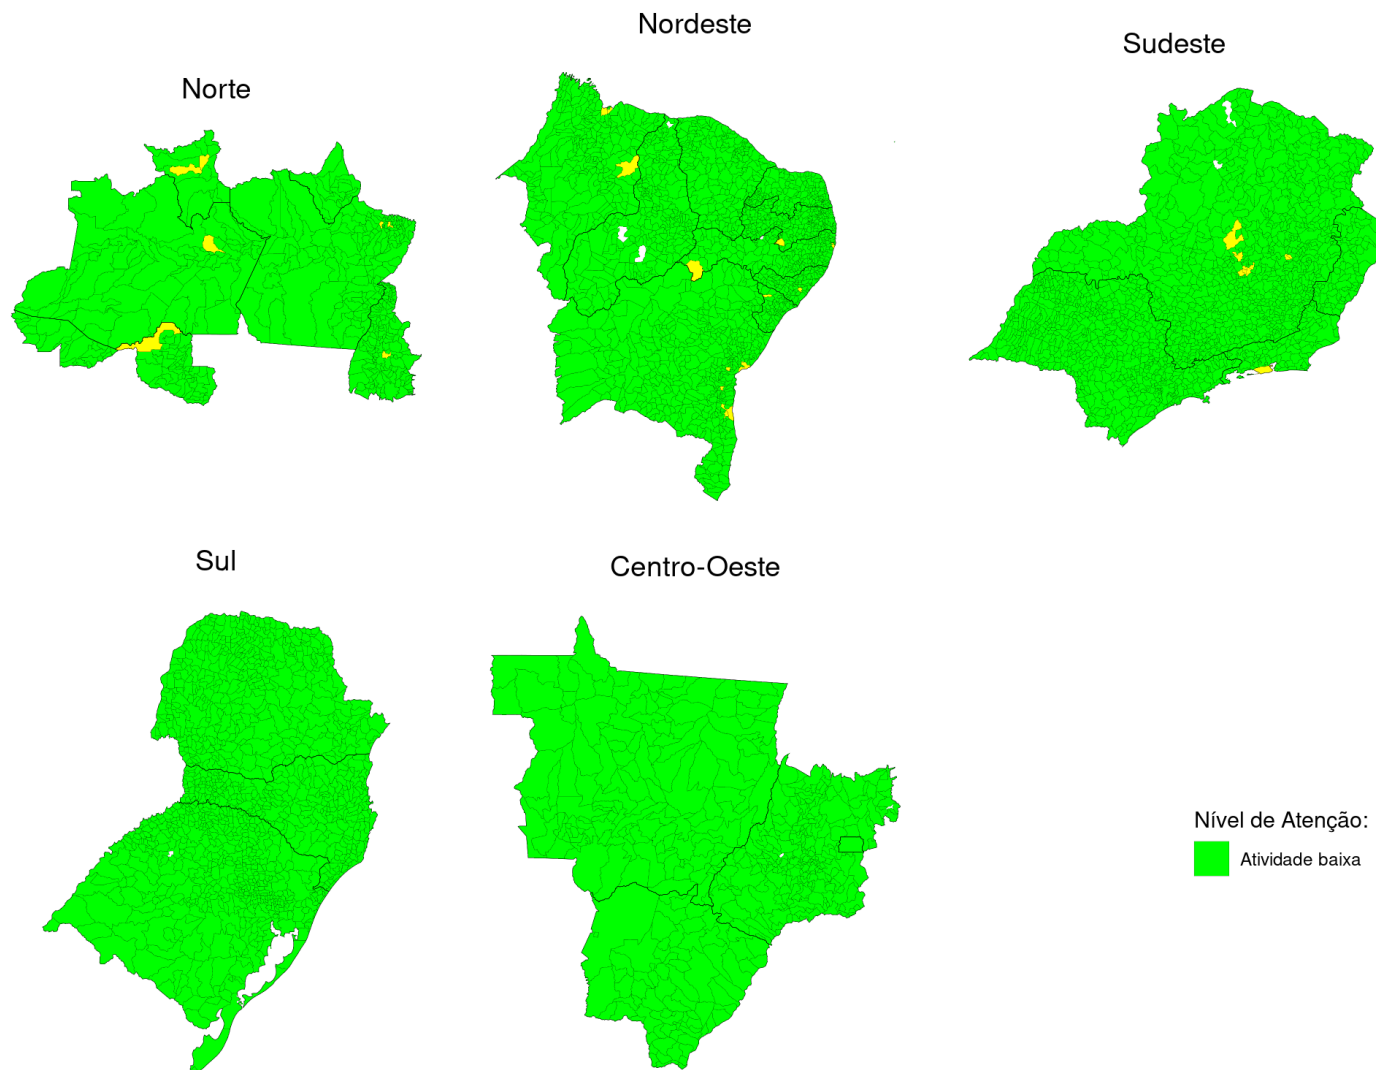 Nordeste
Sudeste
Norte
Sul
Centro-Oeste
Nível de Atenção:
Atividade baixa